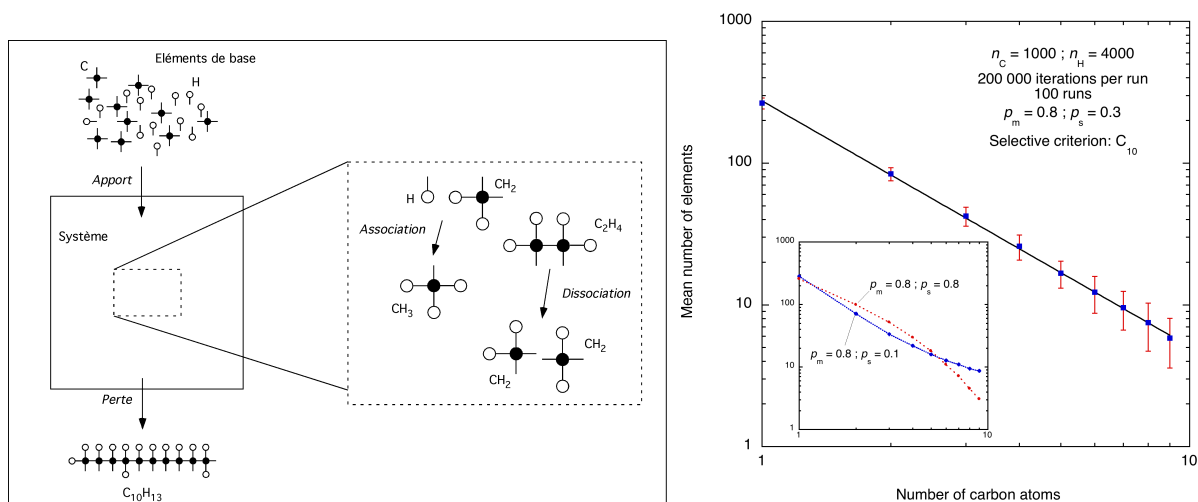 Eléments de base
C
H
Apport
Système
Perte
C10H13
H
CH2
Association
C2H4
CH3
Dissociation
CH2
CH2
1000
100
10
1
Mean number of elements
nC = 1000 ; nH = 4000
200 000 iterations per run
100 runs
pm = 0.8 ; ps = 0.3
Selective criterion: C10
1000
100
10
1
pm = 0.8 ; ps = 0.8
pm = 0.8 ; ps = 0.1
1
10
1
10
Number of carbon atoms